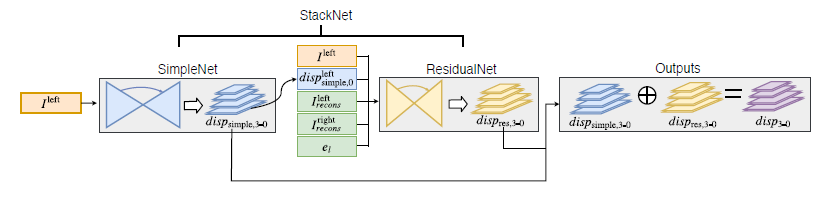 StackNet
SimpleNet
ResidualNet
Outputs
I^left
disp_simple,3-0
I^left
disp^left_simple,0
I^left_recons
I^right_recons
e_l
disp_res,3-0
disp_simple,3-0
⊕
disp_res,3-0
=
disp_3-0